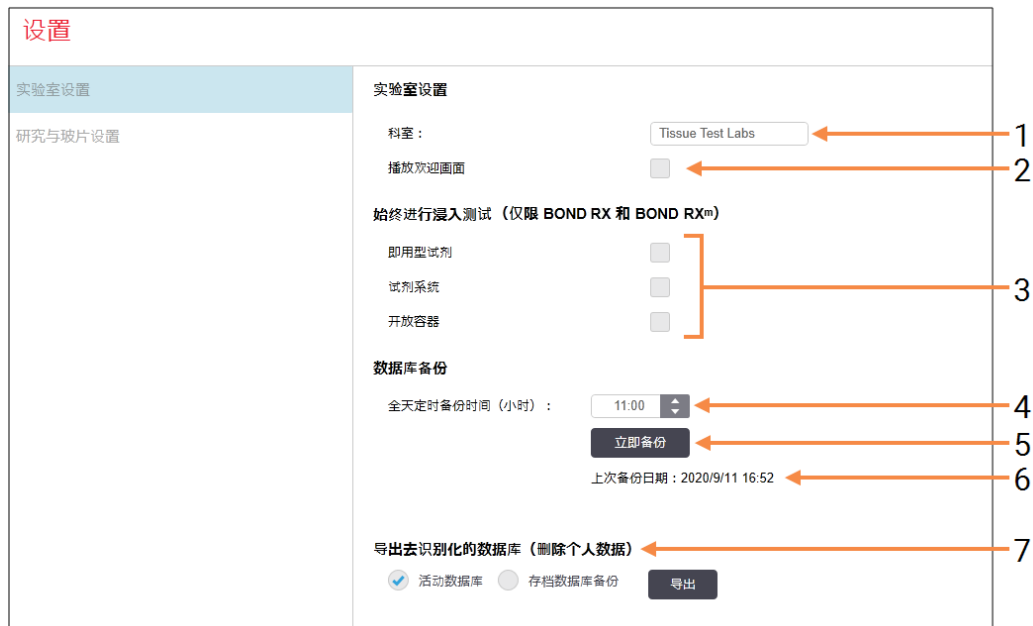 设置
实验室设置
研究与玻片设置
实验室设置
科室： Tissue Test Labs 1
播放欢迎画面 2
始终进行浸入测试（仅限 BOND RX 和 BOND RXᵐ）
即用型试剂
试剂系统 3
开放容器
数据库备份
全天定时备份时间（小时）： 11:00 4
立即备份 5
上次备份日期：2020/9/11 16:52 6
导出去识别化的数据库（删除个人数据） 7
活动数据库 存档数据库备份 导出